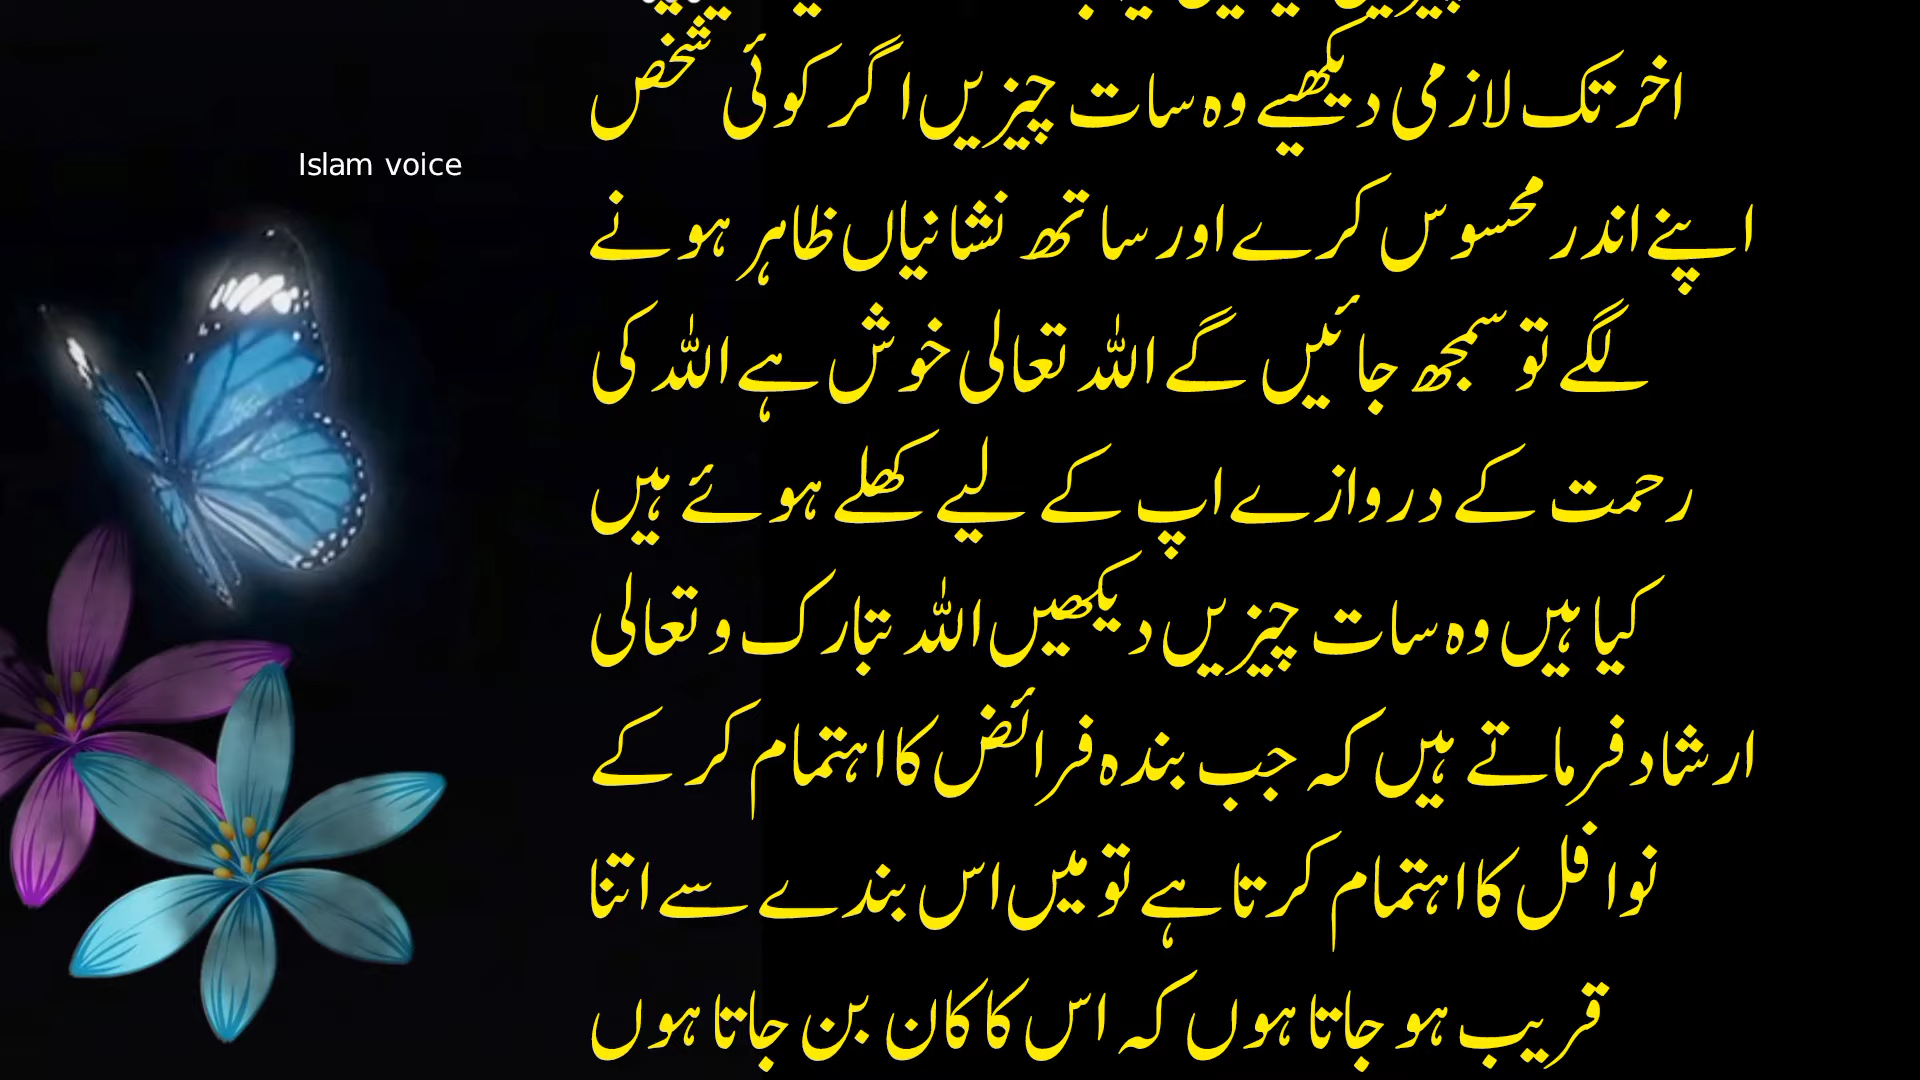 اخر تک لازمی دیکھیے وہ سات چیزیں اگر کوئی شخص
Islam voice
اپنے اندر محسوس کرے اور ساتھ نشانیاں ظاہر ہونے
لگے تو سمجھ جائیں گے اللہ تعالی خوش ہے اللہ کی
رحمت کے دروازے اپ کے لیے کھلے ہوئے ہیں
کیا ہیں وہ سات چیزیں دیکھیں اللہ تبارک و تعالی
ارشاد فرماتے ہیں کہ جب بندہ فرائض کا اہتمام کر کے
نوافل کا اہتمام کرتا ہے تو میں اس بندے سے اتنا
قریب ہو جاتا ہوں کہ اس کا کان بن جاتا ہوں